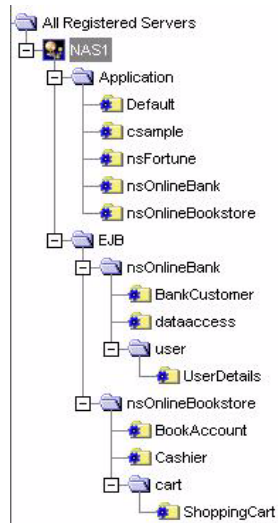 All Registered Servers
NAS1
Application
Default
csample
nsFortune
nsOnlineBank
nsOnlineBookstore
EJB
nsOnlineBank
BankCustomer
dataaccess
user
UserDetails
nsOnlineBookstore
BookAccount
Cashier
cart
ShoppingCart